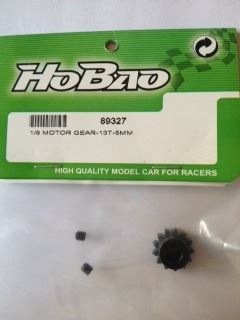 HoBao
89327
1/8 MOTOR GEAR-13T-5MM
HIGH QUALITY MODEL CAR FOR RACERS